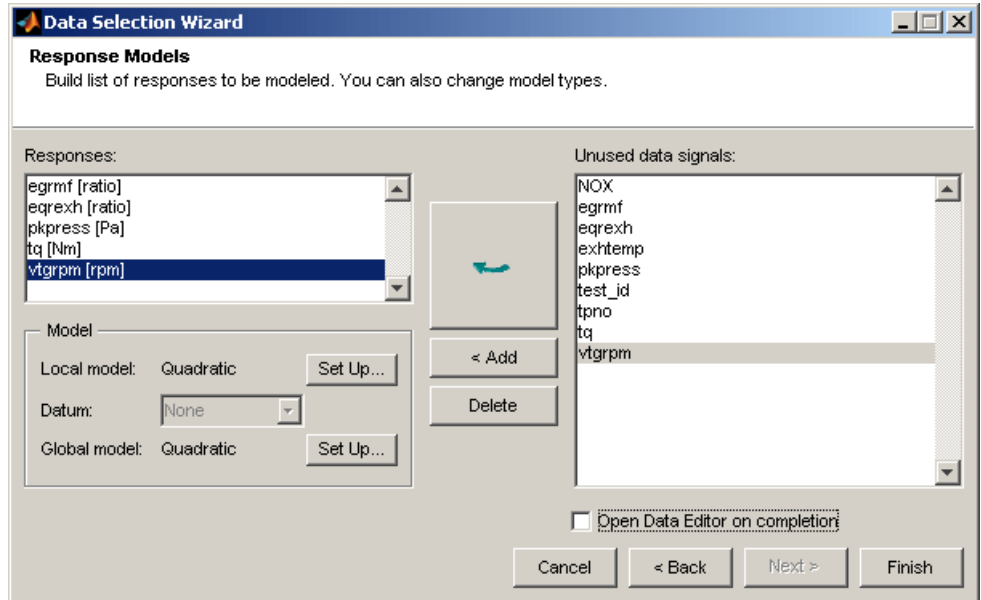 Data Selection Wizard
Response Models
Build list of responses to be modeled. You can also change model types.
Responses:
egrmf [ratio]
eqrexh [ratio]
pkpress [Pa]
tq [Nm]
vtgrpm [rpm]
Model
Local model: Quadratic Set Up...
Datum: None
Global model: Quadratic Set Up...
< Add
Delete
Unused data signals:
NOX
egrmf
eqrexh
exhtemp
pkpress
test_id
tpno
tq
vtgrpm
Open Data Editor on completion
Cancel < Back Next > Finish